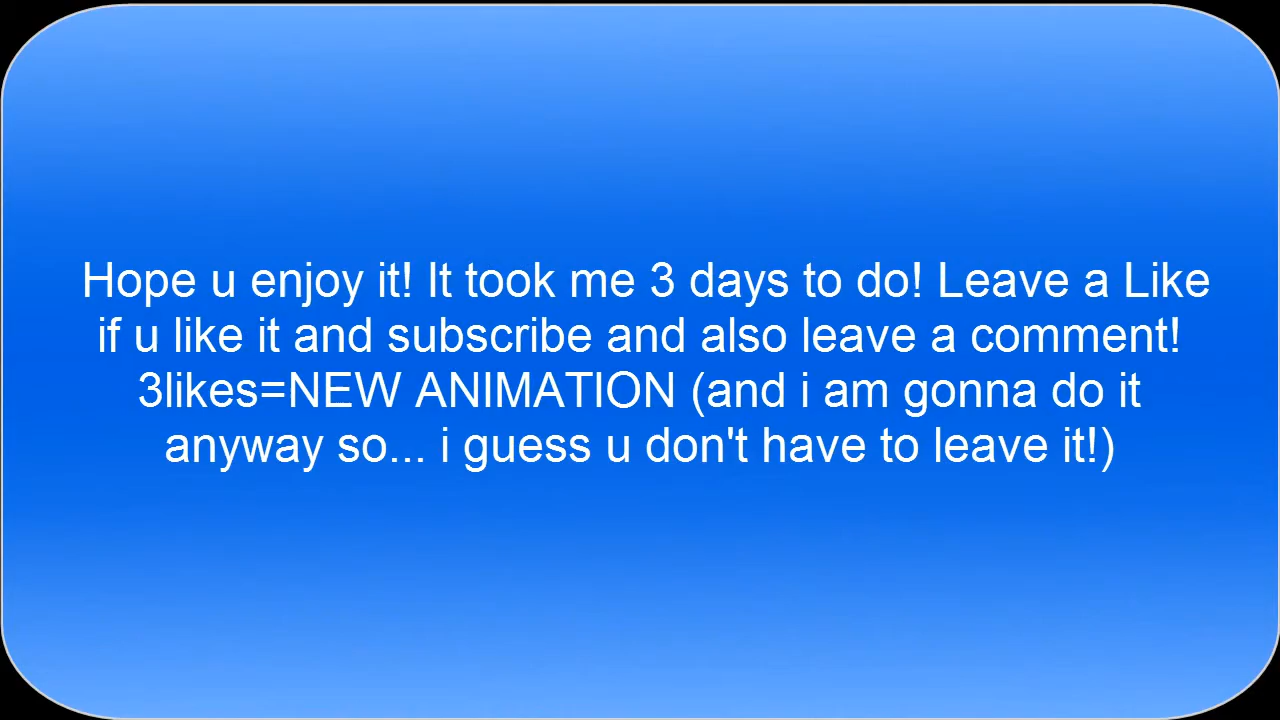 Hope u enjoy it! It took me 3 days to do! Leave a Like
if u like it and subscribe and also leave a comment!
3likes=NEW ANIMATION (and i am gonna do it
anyway so... i guess u don't have to leave it!)